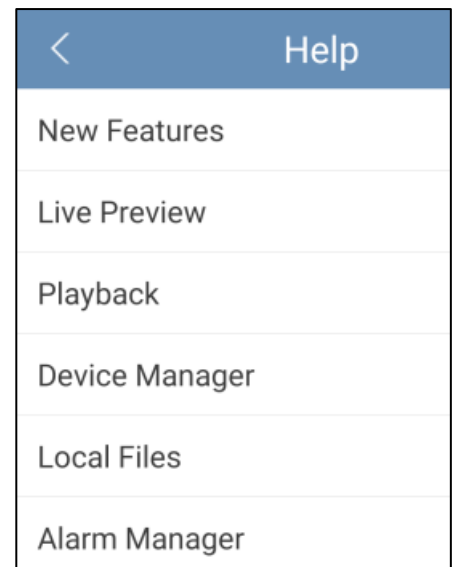 Help
New Features
Live Preview
Playback
Device Manager
Local Files
Alarm Manager